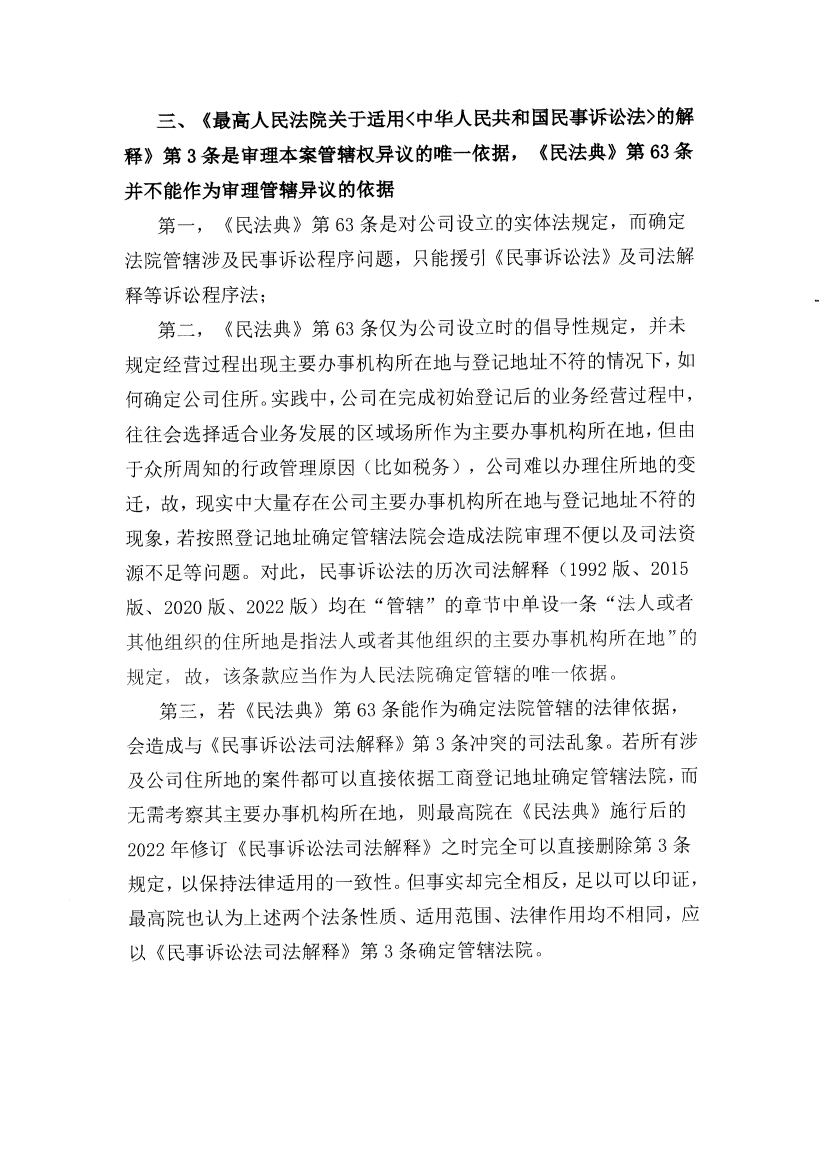 三、《最高人民法院关于适用<中华人民共和国民事诉讼法>的解
释》第 3 条是审理本案管辖权异议的唯一依据，《民法典》第 63 条
并不能作为审理管辖异议的依据
第一，《民法典》第 63 条是对公司设立的实体法规定，而确定
法院管辖涉及民事诉讼程序问题，只能援引《民事诉讼法》及司法解
释等诉讼程序法；
第二，《民法典》第 63 条仅为公司设立时的倡导性规定，并未
规定经营过程出现主要办事机构所在地与登记地址不符的情况下，如
何确定公司住所。实践中，公司在完成初始登记后的业务经营过程中，
往往会选择适合业务发展的区域场所作为主要办事机构所在地，但由
于众所周知的行政管理原因（比如税务），公司难以办理住所地的变
迁，故，现实中大量存在公司主要办事机构所在地与登记地址不符的
现象，若按照登记地址确定管辖法院会造成法院审理不便以及司法资
源不足等问题。对此，民事诉讼法的历次司法解释（1992 版、2015
版、2020 版、2022 版）均在“管辖”的章节中单设一条“法人或者
其他组织的住所地是指法人或者其他组织的主要办事机构所在地”的
规定，故，该条款应当作为人民法院确定管辖的唯一依据。
第三，若《民法典》第 63 条能作为确定法院管辖的法律依据，
会造成与《民事诉讼法司法解释》第 3 条冲突的司法乱象。若所有涉
及公司住所地的案件都可以直接依据工商登记地址确定管辖法院，而
无需考察其主要办事机构所在地，则最高院在《民法典》施行后的
2022 年修订《民事诉讼法司法解释》之时完全可以直接删除第 3 条
规定，以保持法律适用的一致性。但事实却完全相反，足以可以印证，
最高院也认为上述两个法条性质、适用范围、法律作用均不相同，应
以《民事诉讼法司法解释》第 3 条确定管辖法院。